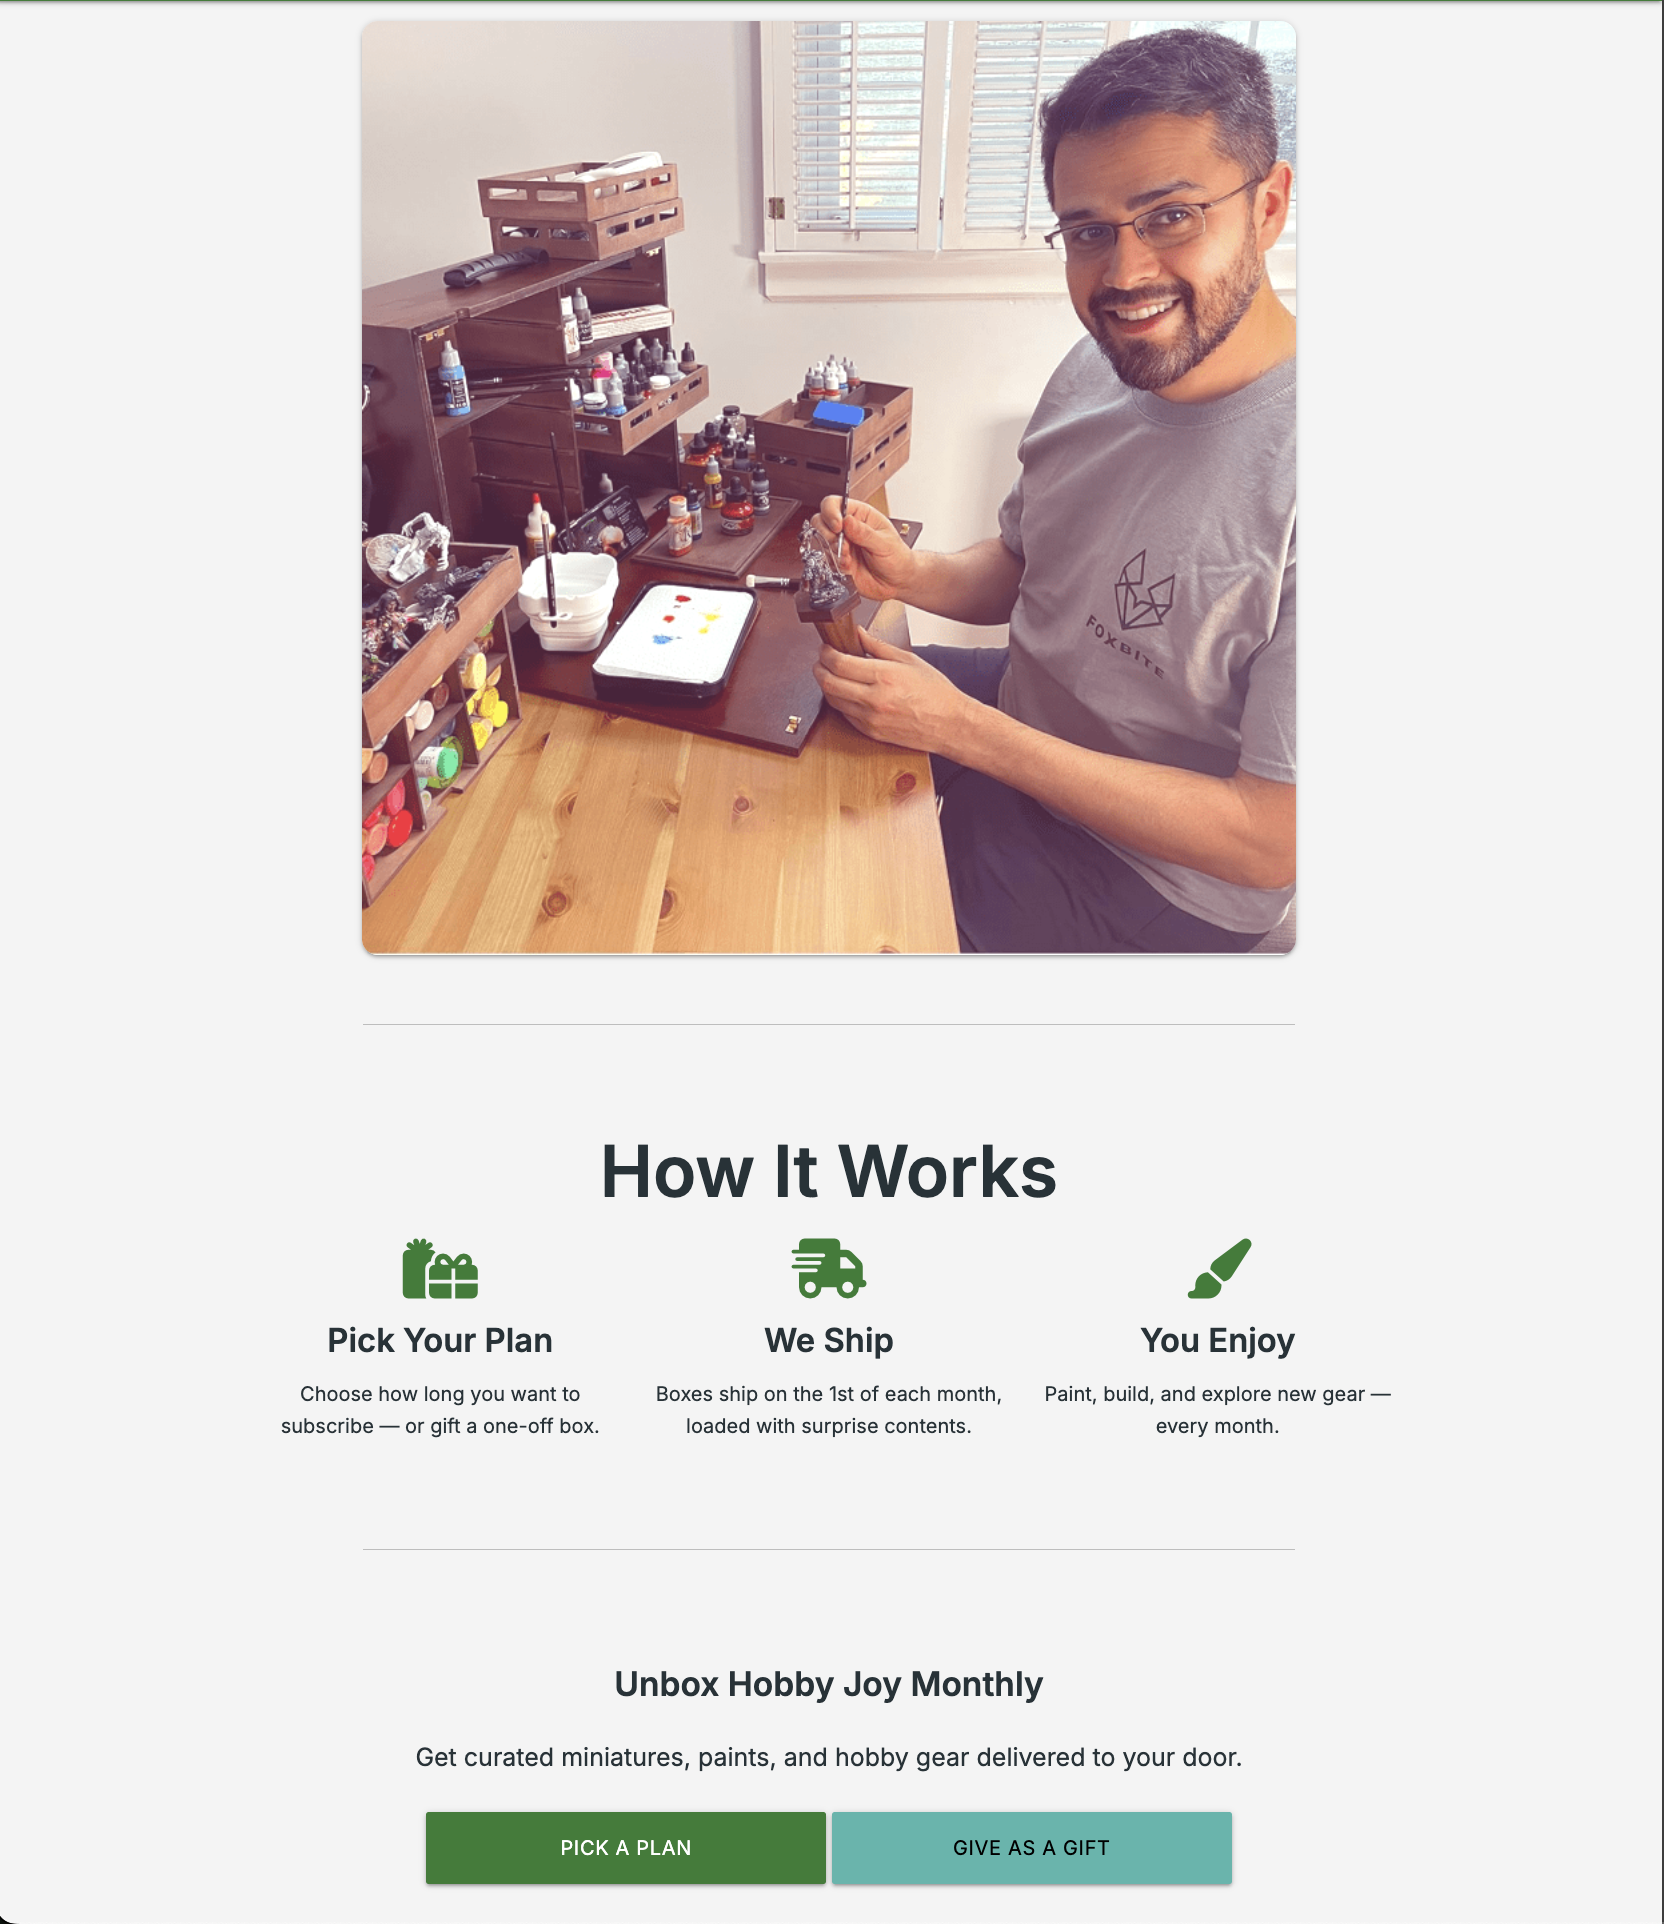 FOXBITE
How It Works
Pick Your Plan
Choose how long you want to
subscribe — or gift a one-off box.
We Ship
Boxes ship on the 1st of each month,
loaded with surprise contents.
You Enjoy
Paint, build, and explore new gear —
every month.
Unbox Hobby Joy Monthly
Get curated miniatures, paints, and hobby gear delivered to your door.
PICK A PLAN
GIVE AS A GIFT